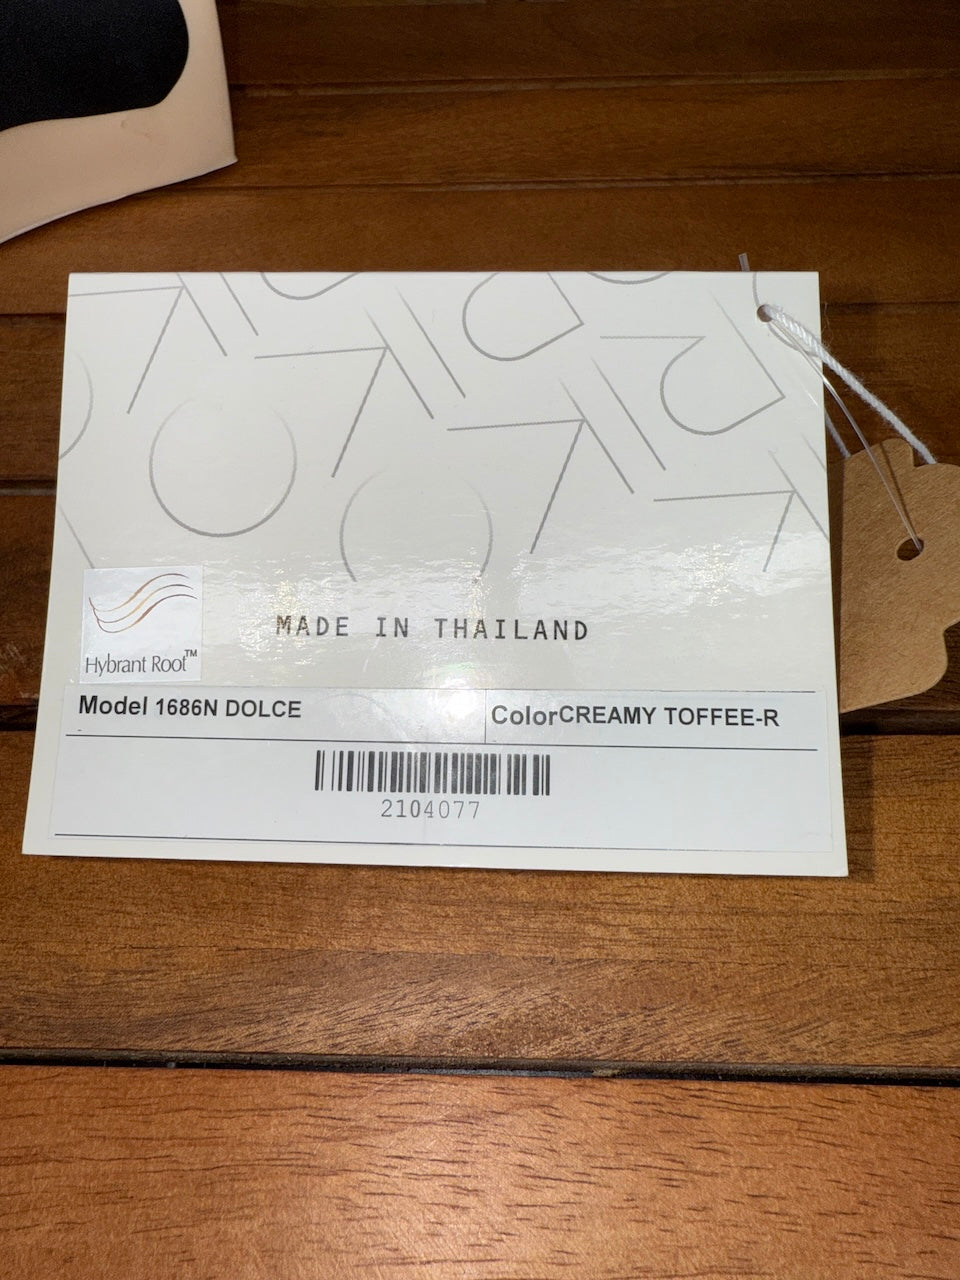 MADE IN THAILAND
Hybrant Root™
Model 1686N DOLCE
ColorCREAMY TOFFEE-R
2104077